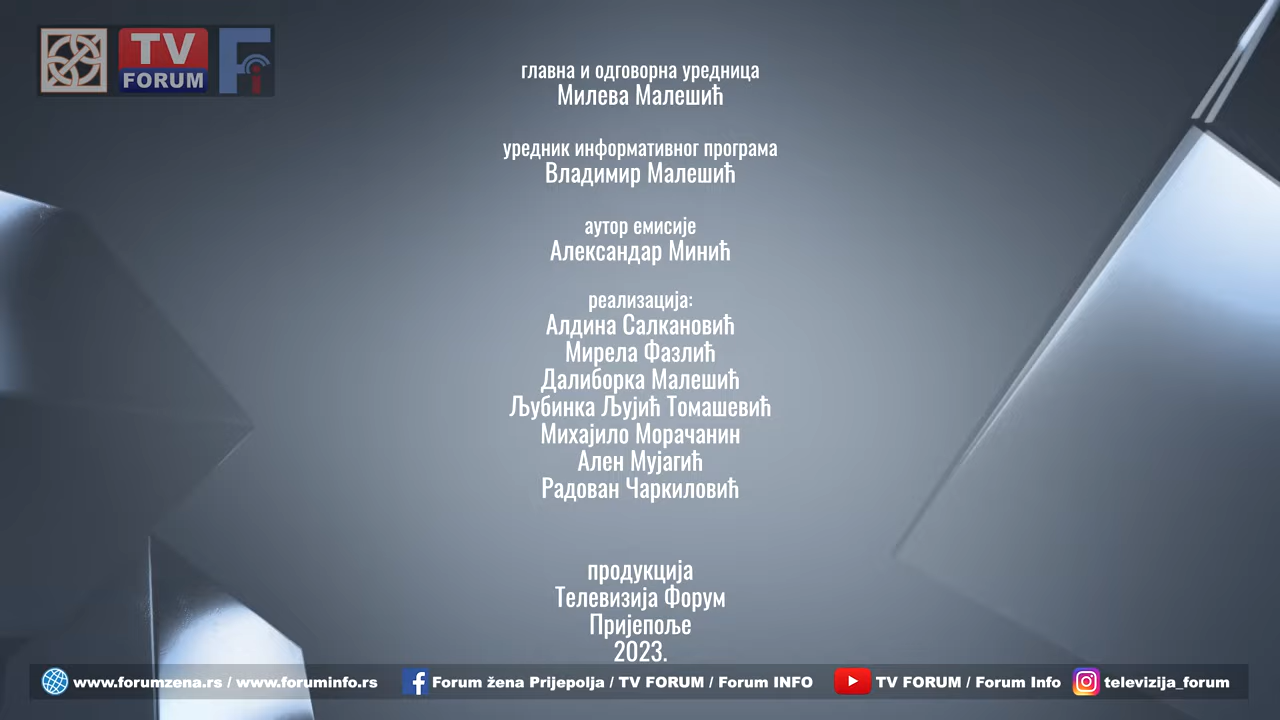 TV
FORUM
Fi
главна и одговорна уредница
Милева Малешић
уредник информативног програма
Владимир Малешић
аутор емисије
Александар Минић
реализација:
Алдина Салкановић
Мирела Фазлић
Далиборка Малешић
Љубинка Љујић Томашевић
Михајло Морачанин
Ален Мујагић
Радован Чаркиловић
продукција
Телевизија Форум
Пријепоље
2023.
www.forumzena.rs / www.foruminfo.rs
Forum žena Prijepolja / TV FORUM / Forum INFO
TV FORUM / Forum Info
televizija_forum